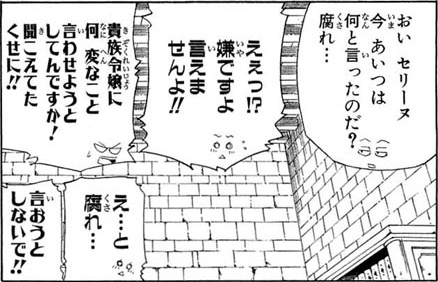 おい セリーヌ
今 あいつは
何と言ったのだ?
腐れ…
えぇっ!?
嫌ですよ
言えま
せんよ!!
貴族令嬢に
何 変なこと
言わせようと
してんですか!
聞こえてた
くせに!!
え…と
腐れ…
言おうと
しないで!!